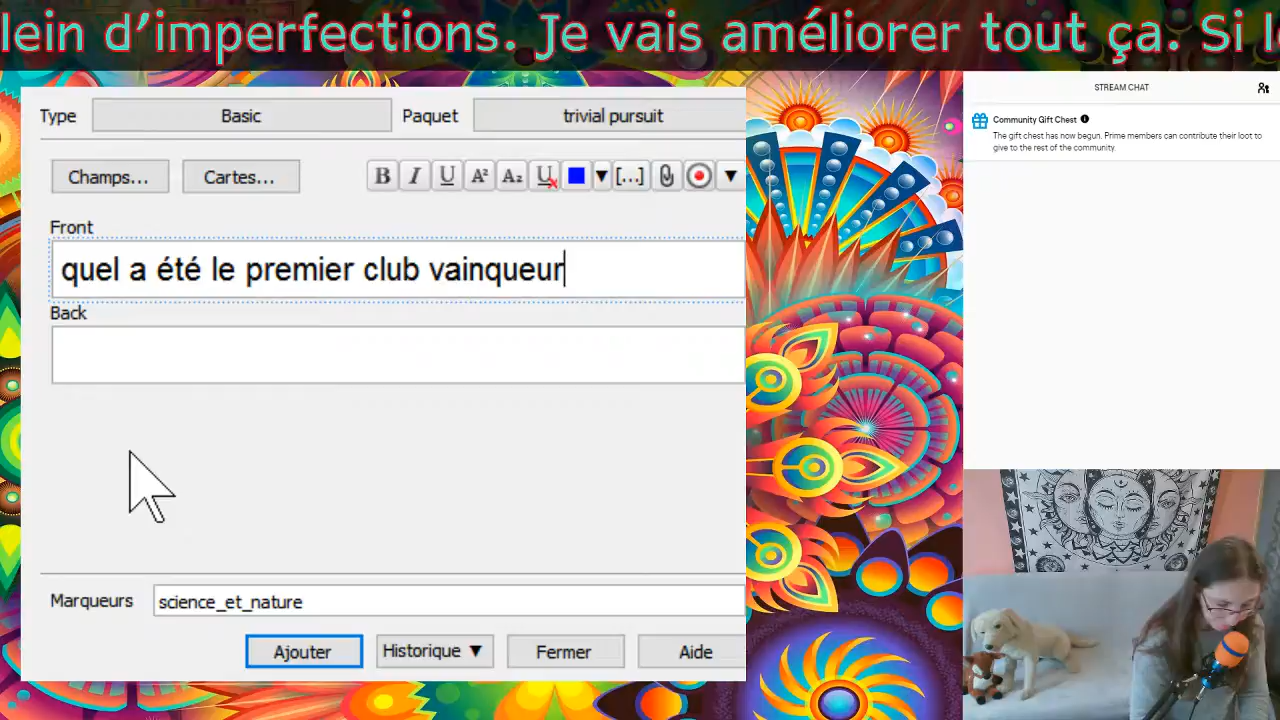 lein d’imperfections. Je vais améliorer tout ça. Si l
Type Basic Paquet trivial pursuit
Champs... Cartes... B I U A² A₂ U [...]
Front
quel a été le premier club vainqueur
Back
Marqueurs science_et_nature
Ajouter Historique ▼ Fermer Aide
STREAM CHAT
Community Gift Chest
The gift chest has now begun. Prime members can contribute their loot to
give to the rest of the community.